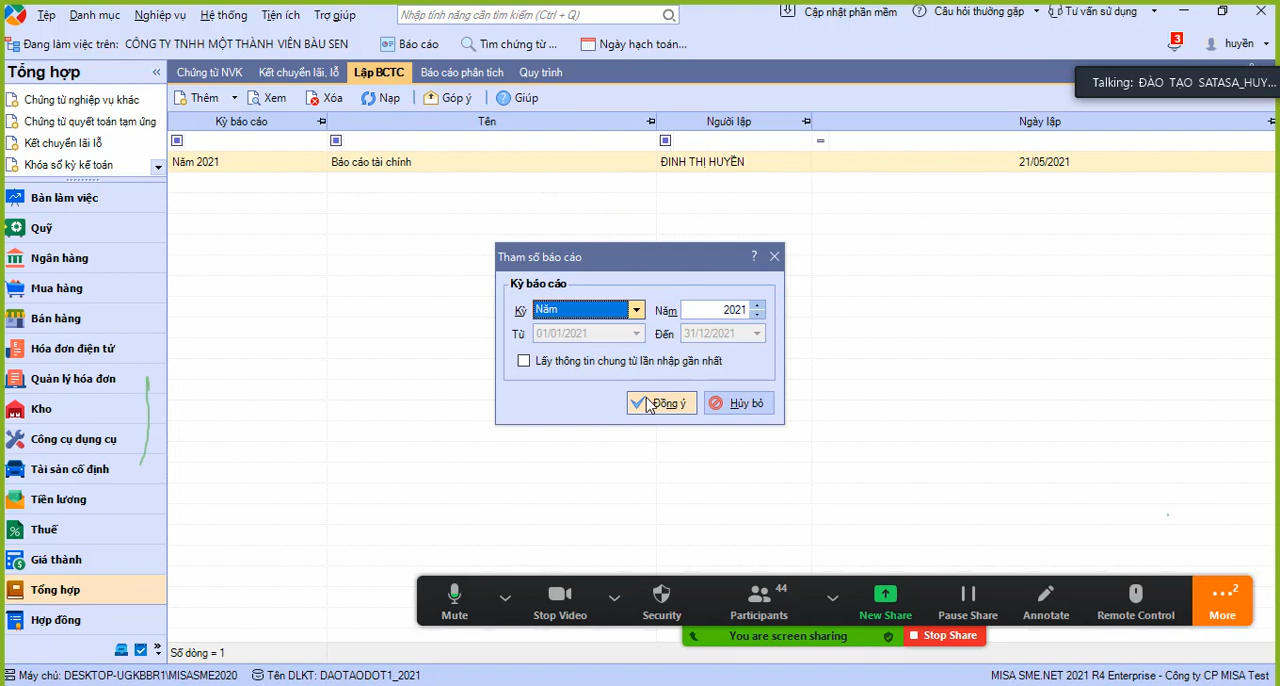 Tệp Danh mục Nghiệp vụ Hệ thống Tiện ích Trợ giúp Nhập tính năng cần tìm kiếm (Ctrl + Q) Cập nhật phần mềm Câu hỏi thường gặp Tư vấn sử dụng
Đang làm việc trên: CÔNG TY TNHH MỘT THÀNH VIÊN BÀU SEN Báo cáo Tìm chứng từ ... Ngày hạch toán... 3 huyền
Tổng hợp « Chứng từ NVK Kết chuyển lãi, lỗ Lập BCTC Báo cáo phân tích Quy trình
Talking: ĐÀO TẠO SATASA_HUY...
Chứng từ nghiệp vụ khác
Chứng từ quyết toán tạm ứng
Kết chuyển lãi lỗ
Khóa sổ kỳ kế toán
Thêm Xem Xóa Nạp Góp ý Giúp
Kỳ báo cáo Tên Người lập Ngày lập
Năm 2021 Báo cáo tài chính ĐINH THỊ HUYỀN 21/05/2021
Bàn làm việc
Quỹ
Ngân hàng
Mua hàng
Bán hàng
Hóa đơn điện tử
Quản lý hóa đơn
Kho
Công cụ dụng cụ
Tài sản cố định
Tiền lương
Thuế
Giá thành
Tổng hợp
Hợp đồng
Tham số báo cáo ?
Kỳ báo cáo
Kỳ Năm Năm 2021
Từ 01/01/2021 Đến 31/12/2021
Lấy thông tin chung từ lần nhập gần nhất
Đồng ý Hủy bỏ
44 2
Mute Stop Video Security Participants New Share Pause Share Annotate Remote Control More
You are screen sharing Stop Share
Số dòng = 1
Máy chủ: DESKTOP-UGKBBR1\MISASME2020 Tên DLKT: DAOTAODOT1_2021 MISA SME.NET 2021 R4 Enterprise - Công ty CP MISA Test